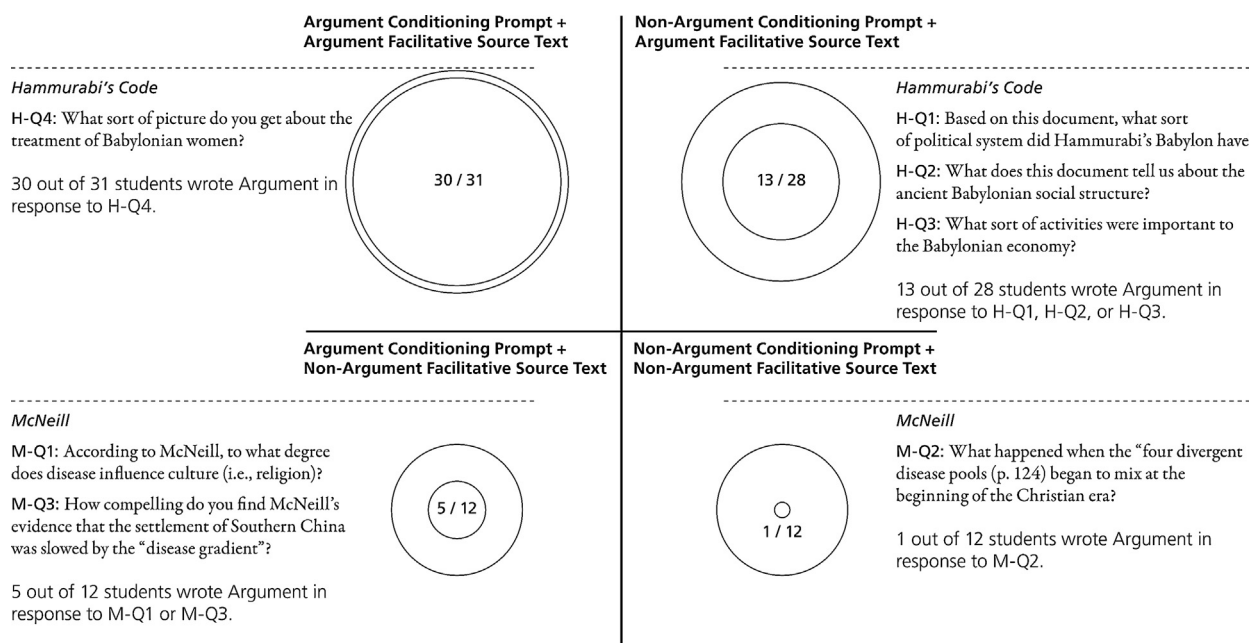 Argument Conditioning Prompt +
Argument Facilitative Source Text
Hammurabi's Code
H-Q4: What sort of picture do you get about the
treatment of Babylonian women?
30 out of 31 students wrote Argument in
response to H-Q4.
30 / 31
Non-Argument Conditioning Prompt +
Argument Facilitative Source Text
13 / 28
Hammurabi's Code
H-Q1: Based on this document, what sort
of political system did Hammurabi's Babylon have
H-Q2: What does this document tell us about the
ancient Babylonian social structure?
H-Q3: What sort of activities were important to
the Babylonian economy?
13 out of 28 students wrote Argument in
response to H-Q1, H-Q2, or H-Q3.
Argument Conditioning Prompt +
Non-Argument Facilitative Source Text
McNeill
M-Q1: According to McNeill, to what degree
does disease influence culture (i.e., religion)?
M-Q3: How compelling do you find McNeill's
evidence that the settlement of Southern China
was slowed by the "disease gradient"?
5 out of 12 students wrote Argument in
response to M-Q1 or M-Q3.
5 / 12
Non-Argument Conditioning Prompt +
Non-Argument Facilitative Source Text
1 / 12
McNeill
M-Q2: What happened when the "four divergent
disease pools (p. 124) began to mix at the
beginning of the Christian era?
1 out of 12 students wrote Argument in
response to M-Q2.